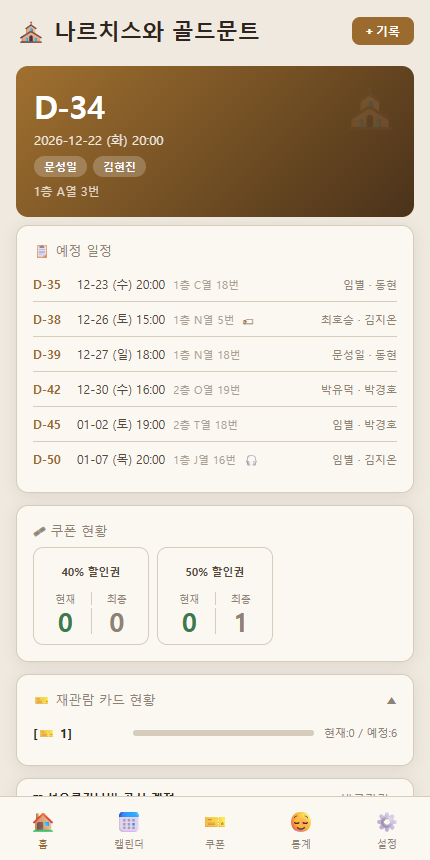 나르치스와 골드문트
+ 기록
D-34
2026-12-22 (화) 20:00
문성일 김현진
1층 A열 3번
예정 일정
D-35 12-23 (수) 20:00 1층 C열 18번 임별 · 동현
D-38 12-26 (토) 15:00 1층 N열 5번 최호승 · 김지온
D-39 12-27 (일) 18:00 1층 N열 18번 문성일 · 동현
D-42 12-30 (수) 16:00 2층 O열 19번 박유덕 · 박경호
D-45 01-02 (토) 19:00 2층 T열 18번 임별 · 박경호
D-50 01-07 (목) 20:00 1층 J열 16번 임별 · 김지온
쿠폰 현황
40% 할인권 50% 할인권
현재 최종 현재 최종
0 0 0 1
재관람 카드 현황 ▲
[🎫 1] 현재:0 / 예정:6
홈 캘린더 쿠폰 통계 설정